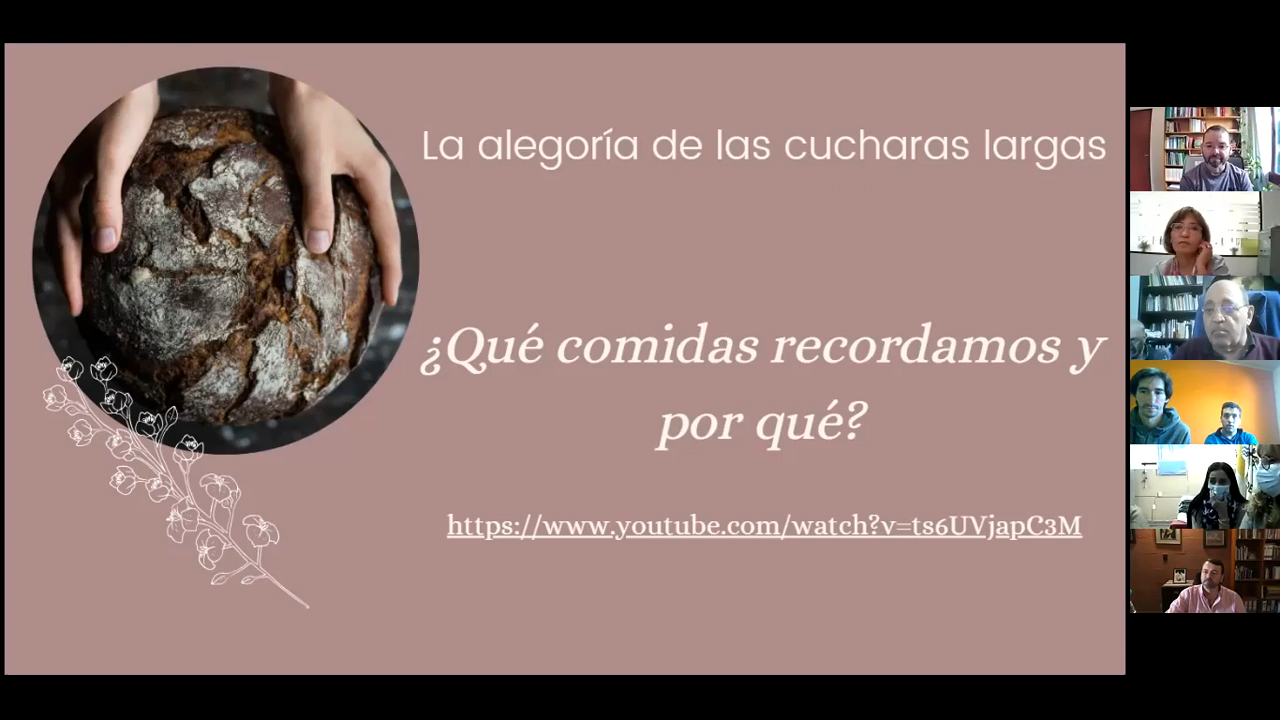 La alegoría de las cucharas largas
¿Qué comidas recordamos y
por qué?
https://www.youtube.com/watch?v=ts6UVjapC3M